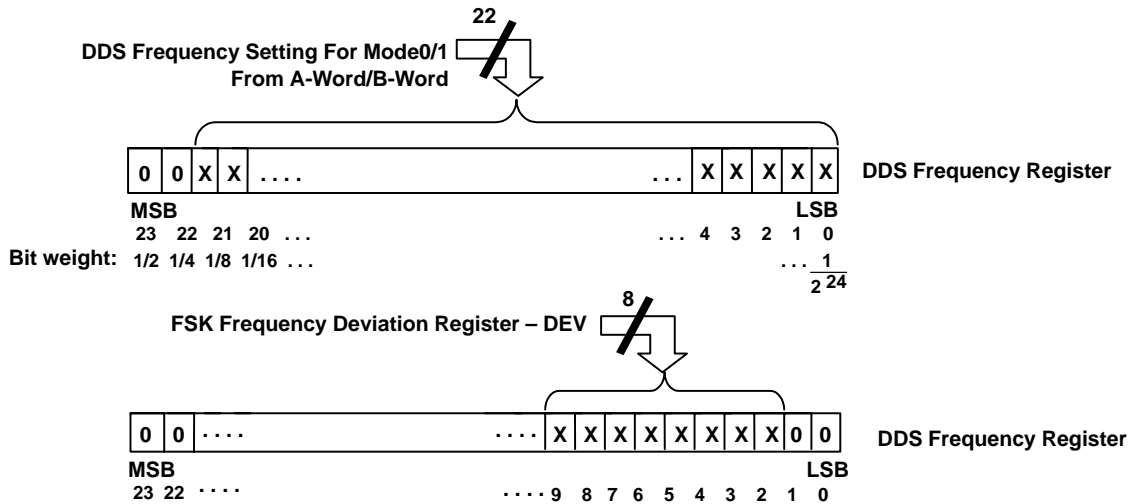 22
DDS Frequency Setting For Mode0/1
From A-Word/B-Word
0 0 X X .... ... X X X X X DDS Frequency Register
MSB LSB
23 22 21 20 ... ... 4 3 2 1 0
Bit weight: 1/2 1/4 1/8 1/16 ... ... 1
2 24
8
FSK Frequency Deviation Register – DEV
0 0 .... .... X X X X X X X X 0 0 DDS Frequency Register
MSB LSB
23 22 .... .... 9 8 7 6 5 4 3 2 1 0